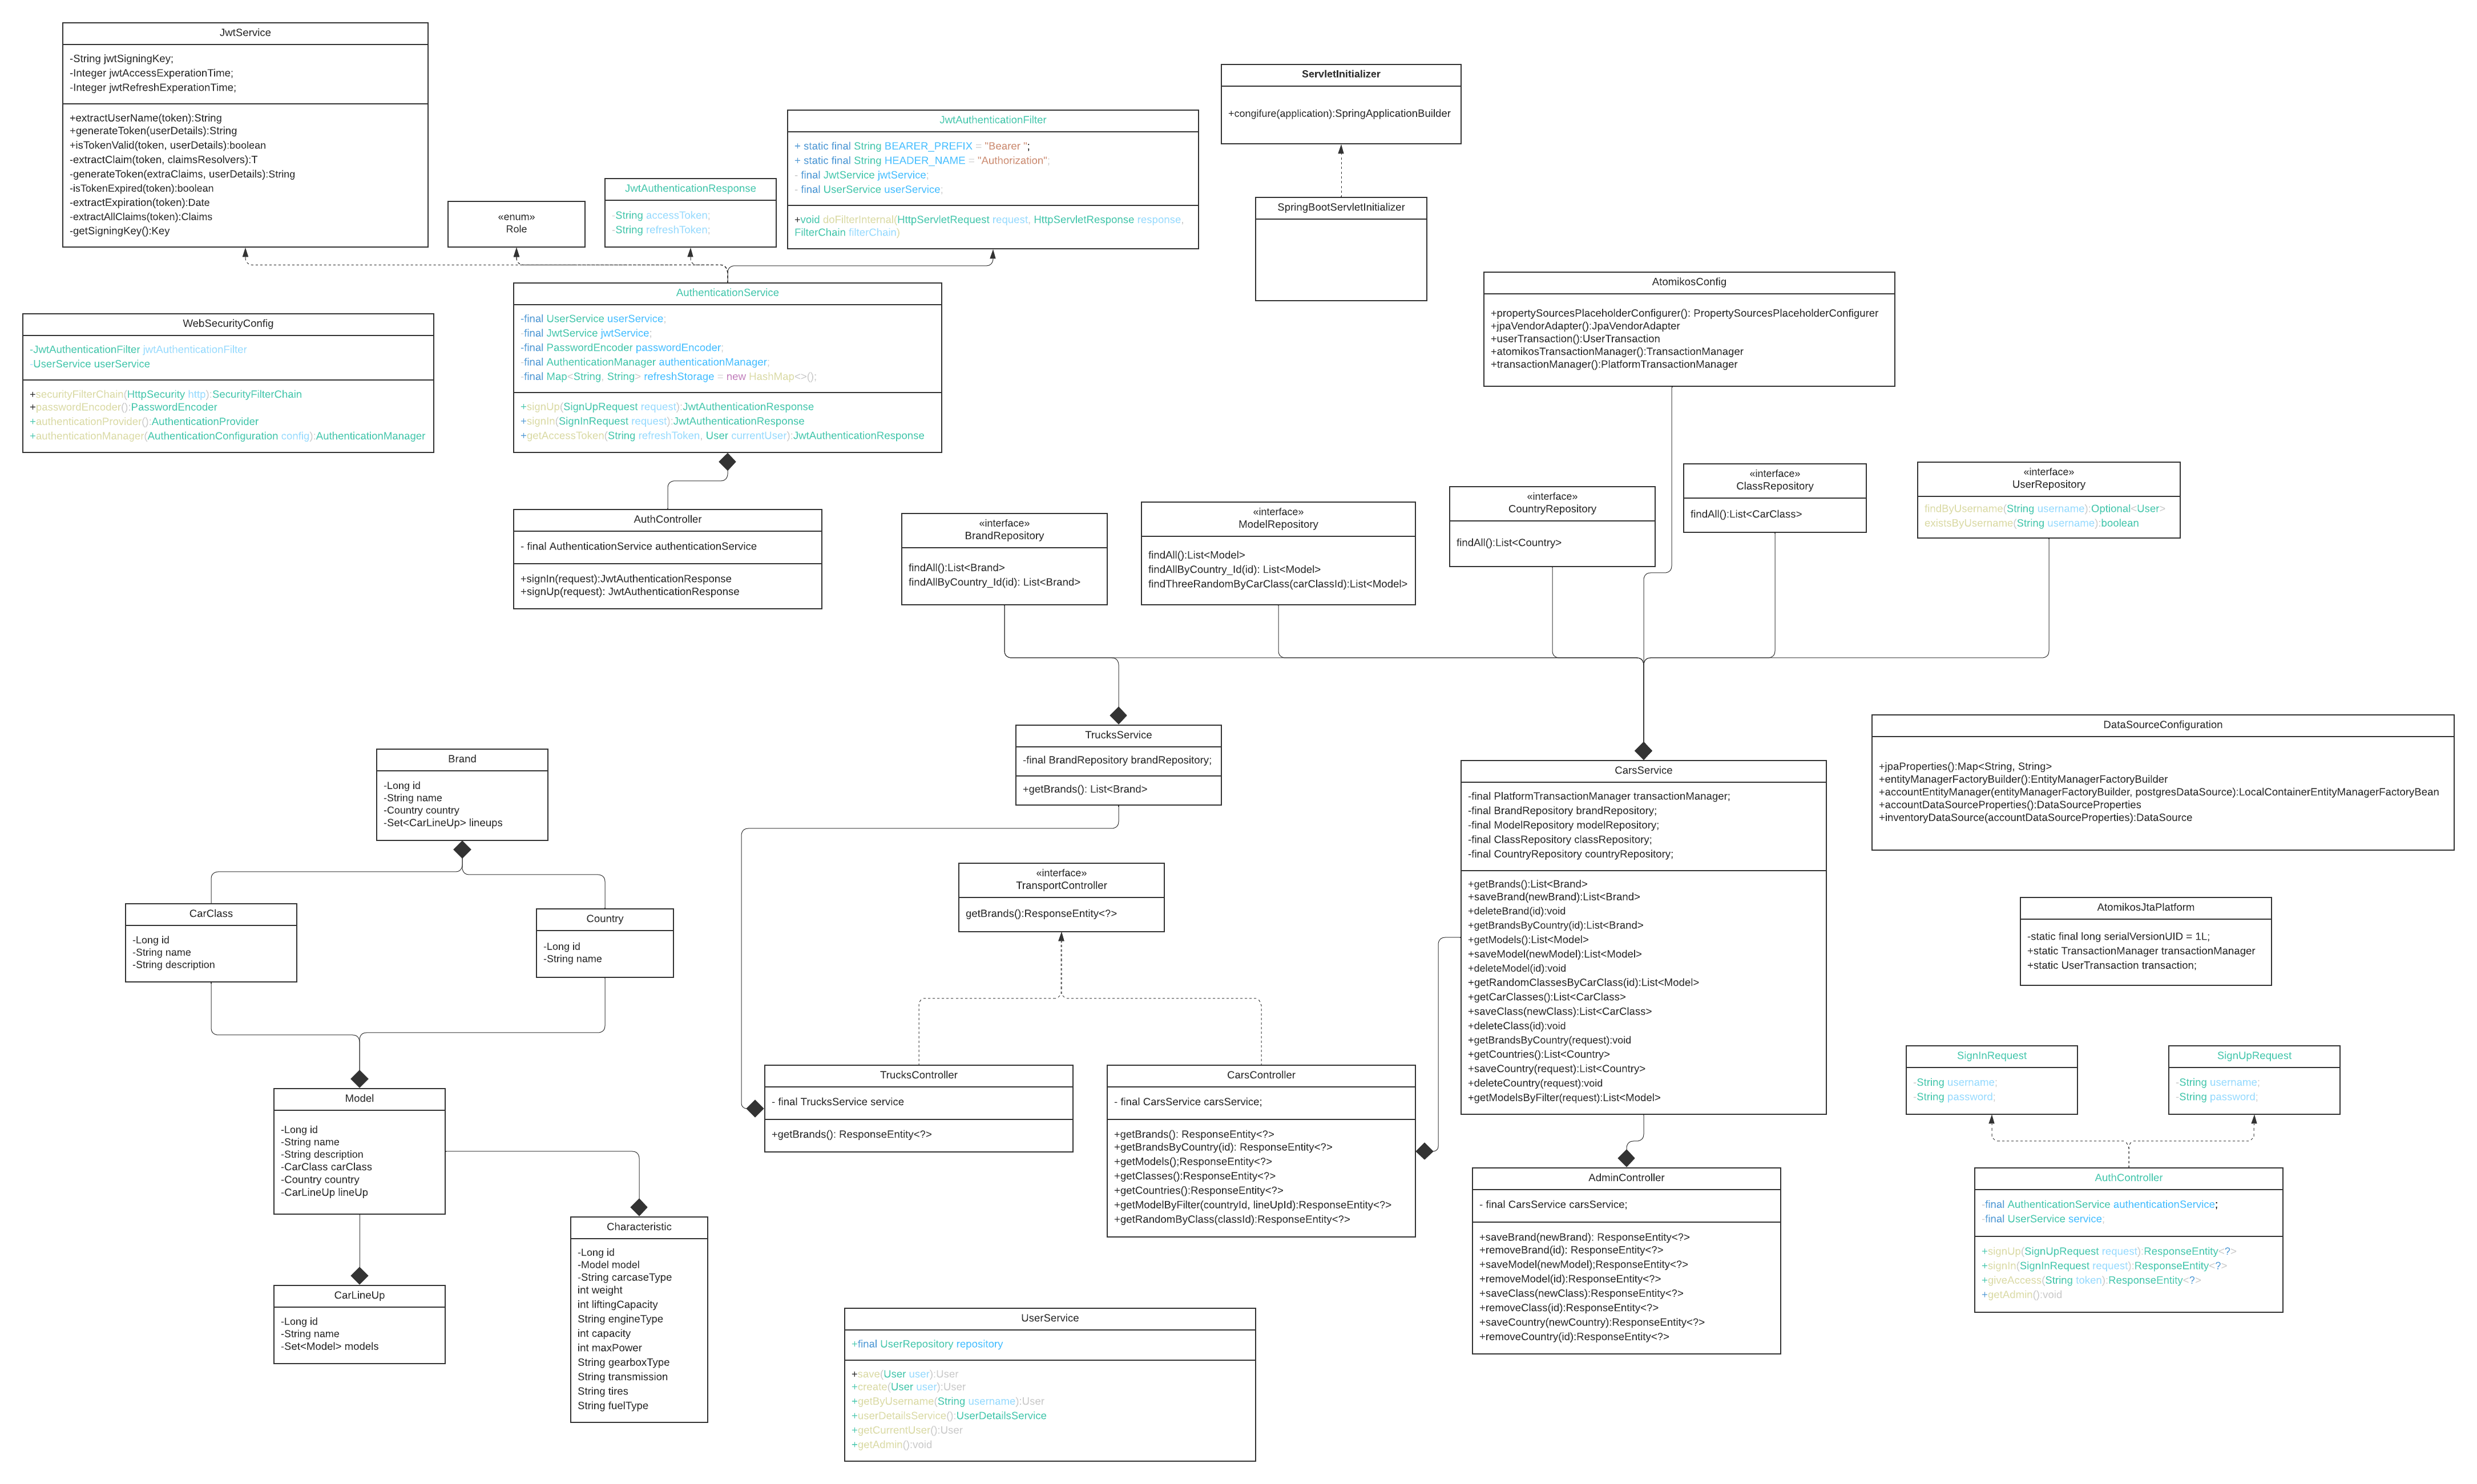 JwtService
-String jwtSigningKey;
-Integer jwtAccessExperationTime;
-Integer jwtRefreshExperationTime;
+extractUserName(token):String
+generateToken(userDetails):String
+isTokenValid(token, userDetails):boolean
-extractClaim(token, claimsResolvers):T
-generateToken(extraClaims, userDetails):String
-isTokenExpired(token):boolean
-extractExpiration(token):Date
-extractAllClaims(token):Claims
-getSigningKey():Key
«enum»
Role
JwtAuthenticationResponse
-String accessToken;
-String refreshToken;
JwtAuthenticationFilter
+ static final String BEARER_PREFIX = "Bearer ";
+ static final String HEADER_NAME = "Authorization";
- final JwtService jwtService;
- final UserService userService;
+void doFilterInternal(HttpServletRequest request, HttpServletResponse response,
FilterChain filterChain)
ServletInitializer
+congifure(application):SpringApplicationBuilder
SpringBootServletInitializer
AtomikosConfig
+propertySourcesPlaceholderConfigurer(): PropertySourcesPlaceholderConfigurer
+jpaVendorAdapter():JpaVendorAdapter
+userTransaction():UserTransaction
+atomikosTransactionManager():TransactionManager
+transactionManager():PlatformTransactionManager
WebSecurityConfig
-JwtAuthenticationFilter jwtAuthenticationFilter
-UserService userService
+securityFilterChain(HttpSecurity http):SecurityFilterChain
+passwordEncoder():PasswordEncoder
+authenticationProvider():AuthenticationProvider
+authenticationManager(AuthenticationConfiguration config):AuthenticationManager
AuthenticationService
-final UserService userService;
-final JwtService jwtService;
-final PasswordEncoder passwordEncoder;
-final AuthenticationManager authenticationManager;
-final Map<String, String> refreshStorage = new HashMap<>();
+signUp(SignUpRequest request):JwtAuthenticationResponse
+signIn(SignInRequest request):JwtAuthenticationResponse
+getAccessToken(String refreshToken, User currentUser):JwtAuthenticationResponse
AuthController
- final AuthenticationService authenticationService
+signIn(request):JwtAuthenticationResponse
+signUp(request): JwtAuthenticationResponse
«interface»
BrandRepository
findAll():List<Brand>
findAllByCountry_Id(id): List<Brand>
«interface»
ModelRepository
findAll():List<Model>
findAllByCountry_Id(id): List<Model>
findThreeRandomByCarClass(carClassId):List<Model>
«interface»
CountryRepository
findAll():List<Country>
«interface»
ClassRepository
findAll():List<CarClass>
«interface»
UserRepository
findByUsername(String username):Optional<User>
existsByUsername(String username):boolean
TrucksService
-final BrandRepository brandRepository;
+getBrands(): List<Brand>
CarsService
-final PlatformTransactionManager transactionManager;
-final BrandRepository brandRepository;
-final ModelRepository modelRepository;
-final ClassRepository classRepository;
-final CountryRepository countryRepository;
+getBrands():List<Brand>
+saveBrand(newBrand):List<Brand>
+deleteBrand(id):void
+getBrandsByCountry(id):List<Brand>
+getModels():List<Model>
+saveModel(newModel):List<Model>
+deleteModel(id):void
+getRandomClassesByCarClass(id):List<Model>
+getCarClasses():List<CarClass>
+saveClass(newClass):List<CarClass>
+deleteClass(id):void
+getBrandsByCountry(request):void
+getCountries():List<Country>
+saveCountry(request):List<Country>
+deleteCountry(request):void
+getModelsByFilter(request):List<Model>
DataSourceConfiguration
+jpaProperties():Map<String, String>
+entityManagerFactoryBuilder():EntityManagerFactoryBuilder
+accountEntityManager(entityManagerFactoryBuilder, postgresDataSource):LocalContainerEntityManagerFactoryBean
+accountDataSourceProperties():DataSourceProperties
+inventoryDataSource(accountDataSourceProperties):DataSource
Brand
-Long id
-String name
-Country country
-Set<CarLineUp> lineups
CarClass
-Long id
-String name
-String description
Country
-Long id
-String name
«interface»
TransportController
getBrands():ResponseEntity<?>
AtomikosJtaPlatform
-static final long serialVersionUID = 1L;
+static TransactionManager transactionManager
+static UserTransaction transaction;
Model
-Long id
-String name
-String description
-CarClass carClass
-Country country
-CarLineUp lineUp
TrucksController
- final TrucksService service
+getBrands(): ResponseEntity<?>
CarsController
- final CarsService carsService;
+getBrands(): ResponseEntity<?>
+getBrandsByCountry(id): ResponseEntity<?>
+getModels();ResponseEntity<?>
+getClasses():ResponseEntity<?>
+getCountries():ResponseEntity<?>
+getModelByFilter(countryId, lineUpId):ResponseEntity<?>
+getRandomByClass(classId):ResponseEntity<?>
SignInRequest
-String username;
-String password;
SignUpRequest
-String username;
-String password;
AdminController
- final CarsService carsService;
+saveBrand(newBrand): ResponseEntity<?>
+removeBrand(id): ResponseEntity<?>
+saveModel(newModel);ResponseEntity<?>
+removeModel(id):ResponseEntity<?>
+saveClass(newClass):ResponseEntity<?>
+removeClass(id):ResponseEntity<?>
+saveCountry(newCountry):ResponseEntity<?>
+removeCountry(id):ResponseEntity<?>
AuthController
-final AuthenticationService authenticationService;
-final UserService service;
+signUp(SignUpRequest request):ResponseEntity<?>
+signIn(SignInRequest request):ResponseEntity<?>
+giveAccess(String token):ResponseEntity<?>
+getAdmin():void
Characteristic
-Long id
-Model model
-String carcaseType
int weight
int liftingCapacity
String engineType
int capacity
int maxPower
String gearboxType
String transmission
String tires
String fuelType
CarLineUp
-Long id
-String name
-Set<Model> models
UserService
+final UserRepository repository
+save(User user):User
+create(User user):User
+getByUsername(String username):User
+userDetailsService():UserDetailsService
+getCurrentUser():User
+getAdmin():void